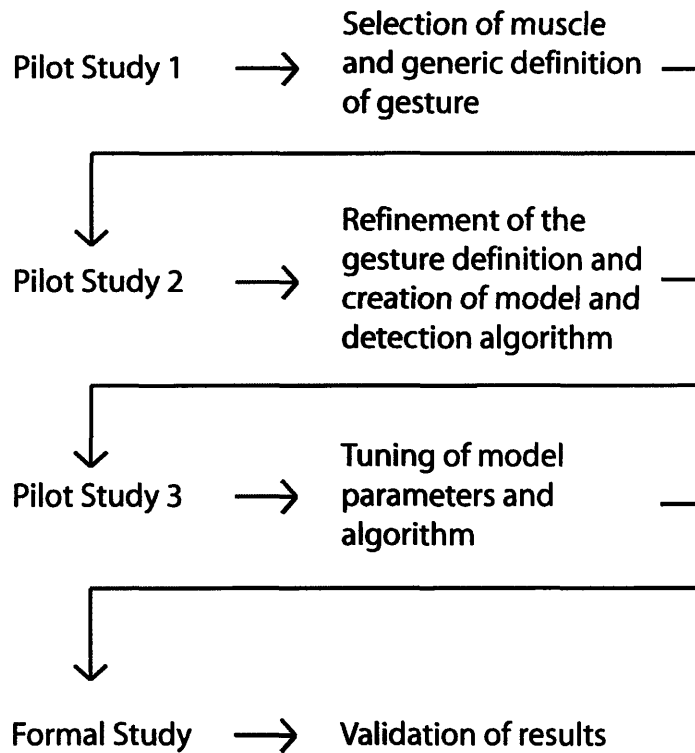 Pilot Study 1
Selection of muscle
and generic definition
of gesture
Pilot Study 2
Refinement of the
gesture definition and
creation of model and
detection algorithm
Pilot Study 3
Tuning of model
parameters and
algorithm
Formal Study
Validation of results